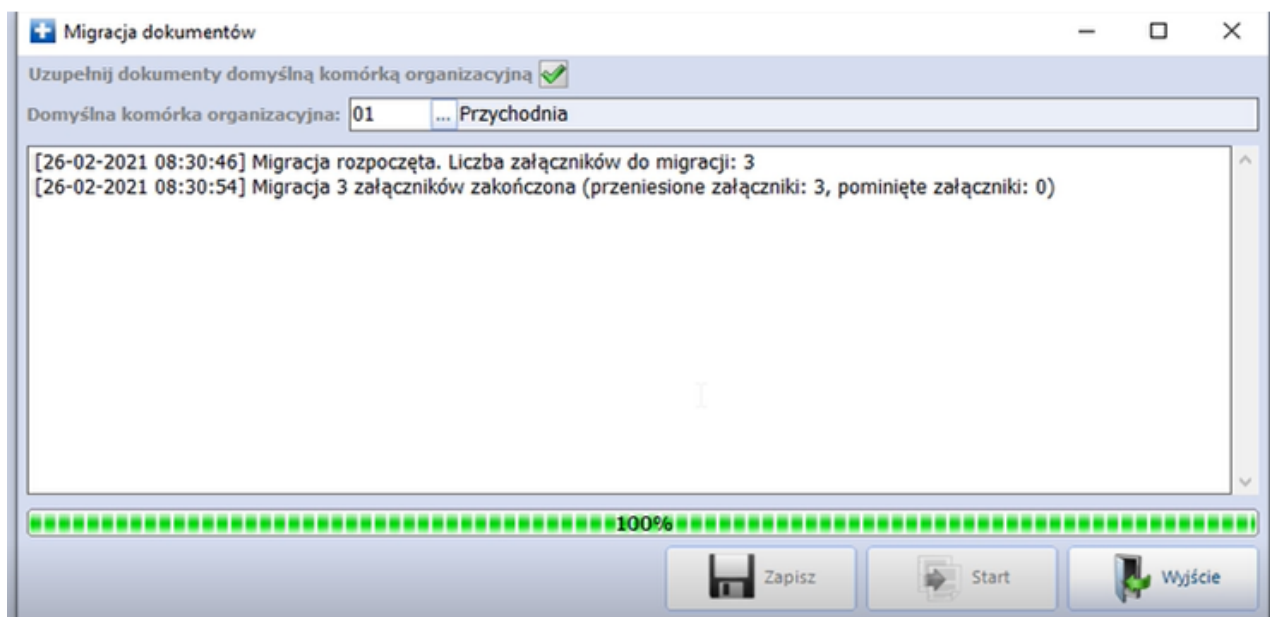 Migracja dokumentów
Uzupełnij dokumenty domyślną komórką organizacyjną
Domyślna komórka organizacyjna: 01 ... Przychodnia
[26-02-2021 08:30:46] Migracja rozpoczęta. Liczba załączników do migracji: 3
[26-02-2021 08:30:54] Migracja 3 załączników zakończona (przeniesione załączniki: 3, pominięte załączniki: 0)
100%
Zapisz Start Wyjście